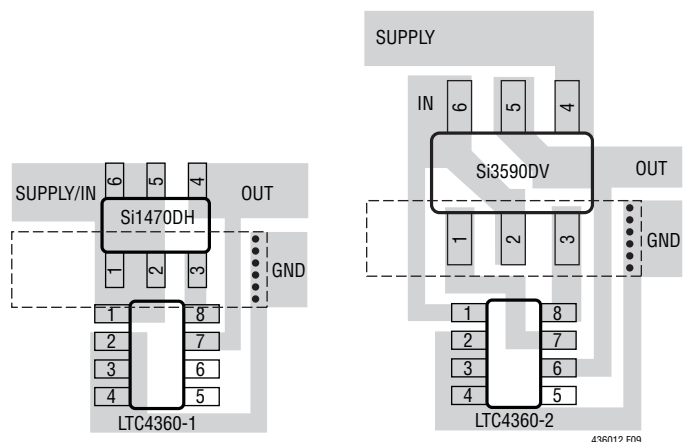 SUPPLY/IN
6
5
4
OUT
Si1470DH
1
2
3
GND
1
2
3
4
8
7
6
5
LTC4360-1
SUPPLY
IN
6
5
4
Si3590DV
OUT
1
2
3
GND
1
2
3
4
8
7
6
5
LTC4360-2
436012 F09